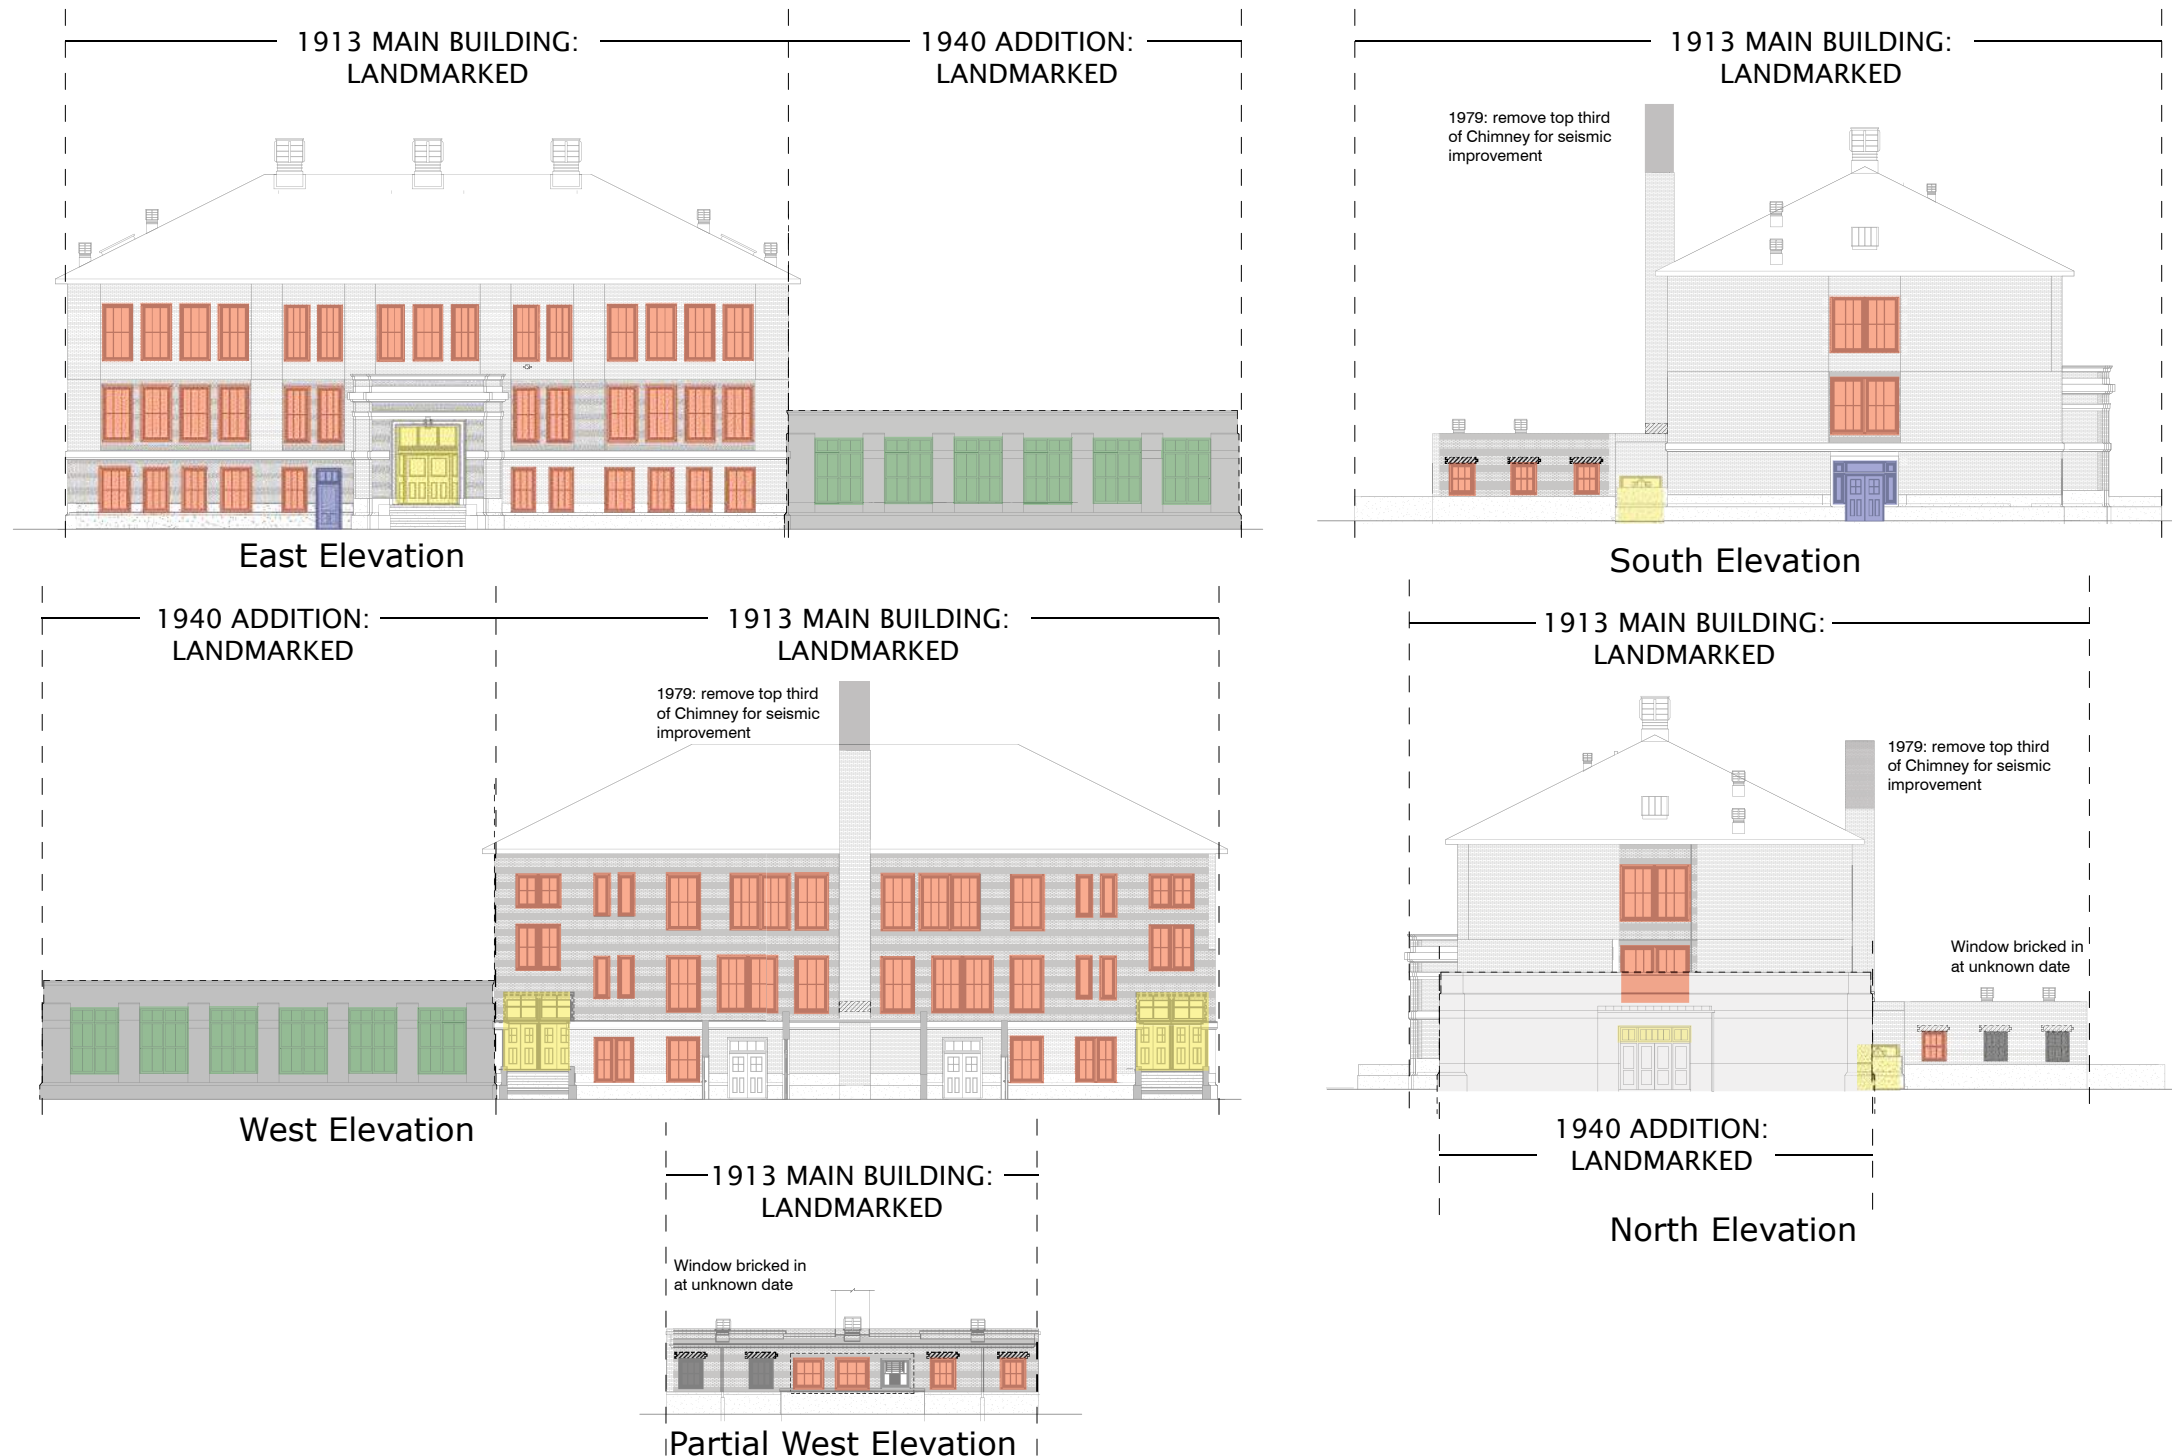 1913 MAIN BUILDING:
LANDMARKED
1940 ADDITION:
LANDMARKED
East Elevation
1913 MAIN BUILDING:
LANDMARKED
1979: remove top third
of Chimney for seismic
improvement
South Elevation
1940 ADDITION:
LANDMARKED
1913 MAIN BUILDING:
LANDMARKED
1979: remove top third
of Chimney for seismic
improvement
West Elevation
1913 MAIN BUILDING:
LANDMARKED
1979: remove top third
of Chimney for seismic
improvement
Window bricked in
at unknown date
1940 ADDITION:
LANDMARKED
North Elevation
1913 MAIN BUILDING:
LANDMARKED
Window bricked in
at unknown date
Partial West Elevation